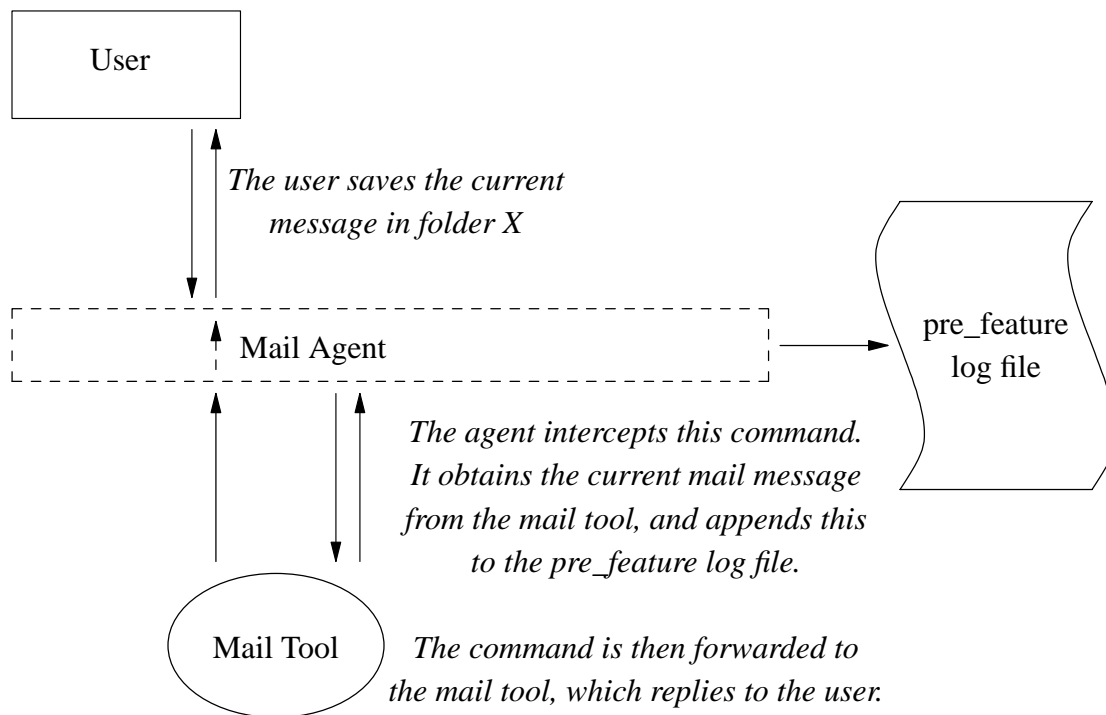 User
The user saves the current
message in folder X
Mail Agent
pre_feature
log file
The agent intercepts this command.
It obtains the current mail message
from the mail tool, and appends this
to the pre_feature log file.
Mail Tool
The command is then forwarded to
the mail tool, which replies to the user.